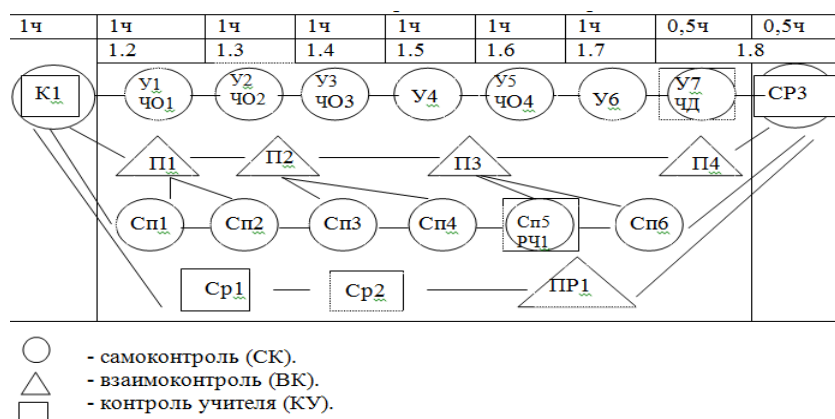 1ч 1ч 1ч 1ч 1ч 1ч 1ч 0,5ч 0,5ч
1.2 1.3 1.4 1.5 1.6 1.7 1.8
К1 У1 ЧО1 У2 ЧО2 У3 ЧО3 У4 У5 ЧО4 У6 У7 ЧД СР3
П1 П2 П3 П4
Сп1 Сп2 Сп3 Сп4 Сп5 РЧ1 Сп6
Ср1 Ср2 ПР1
- самоконтроль (СК).
- взаимоконтроль (ВК).
- контроль учителя (КУ).